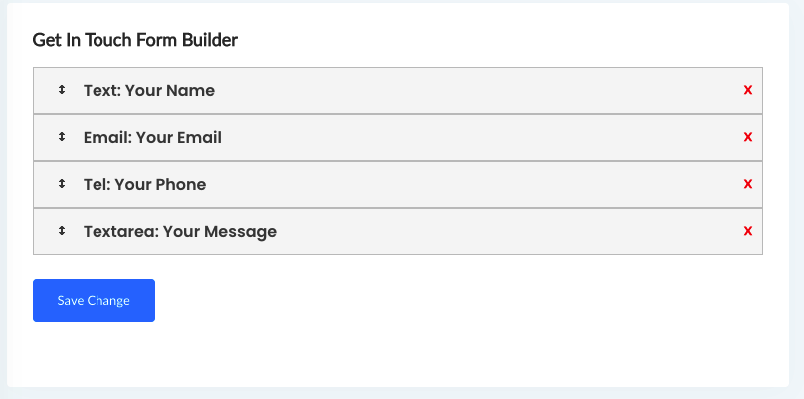 Get In Touch Form Builder
↕ Text: Your Name x
↕ Email: Your Email x
↕ Tel: Your Phone x
↕ Textarea: Your Message x
Save Change